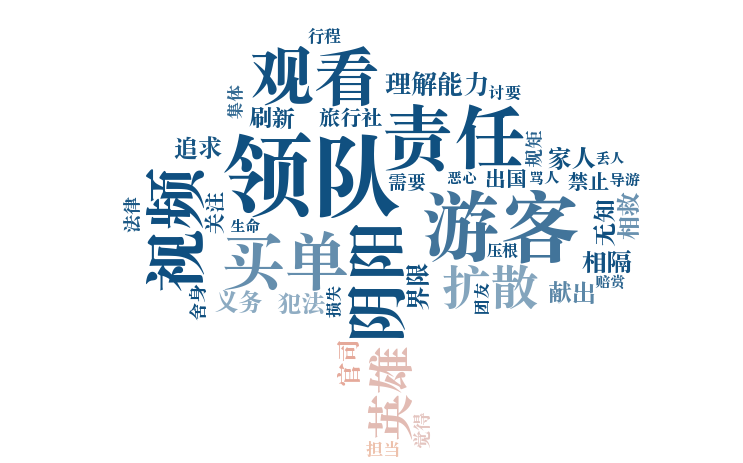 行程
观看
理解能力
讨要
集体
刷新
旅行社
责任
规矩
追求
领队
家人
丢人
需要
恶心
出国
骂人
禁止
导游
视频
法律
关注
生命
游客
无知
相救
买单
阴阳
压根
相隔
扩散
界限
赔赏
舍身
义务
犯法
损失
团友
献出
官司
英雄
担当
觉得